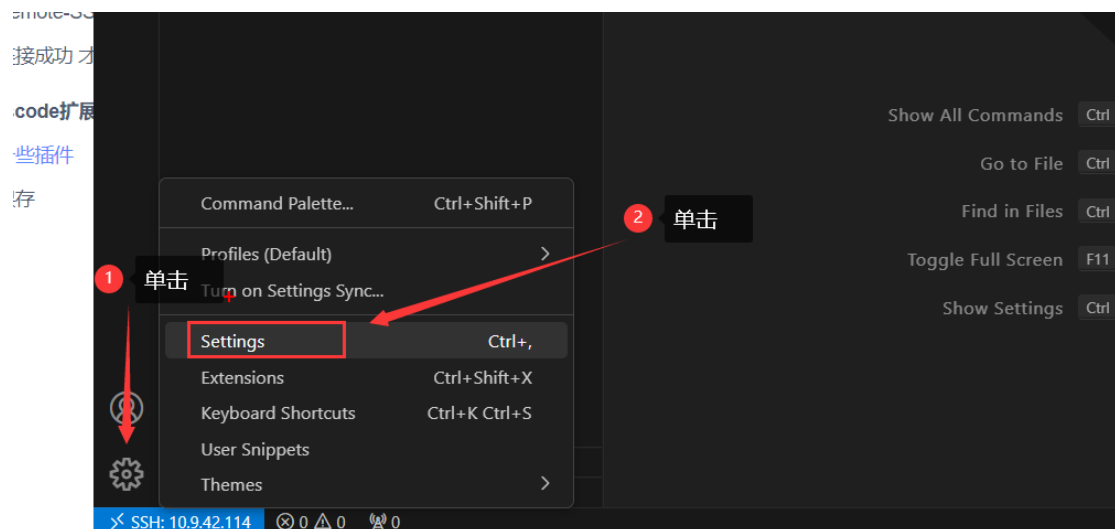 接成功 才
code扩展
些插件
存
Show All Commands Ctrl
Go to File Ctrl
Find in Files Ctrl
Toggle Full Screen F11
Show Settings Ctrl
Command Palette... Ctrl+Shift+P
Profiles (Default) >
Turn on Settings Sync...
Settings Ctrl+,
Extensions Ctrl+Shift+X
Keyboard Shortcuts Ctrl+K Ctrl+S
User Snippets
Themes >
1 单击
2 单击
SSH: 10.9.42.114 0 0 0